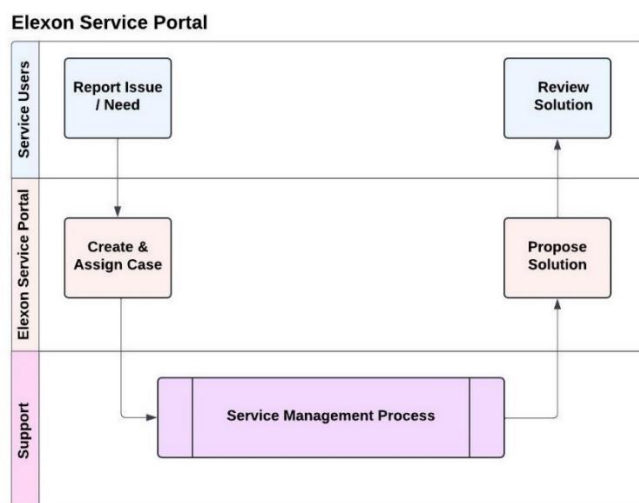 Elexon Service Portal
Service Users
Report Issue
/ Need
Review
Solution
Elexon Service Portal
Create &
Assign Case
Propose
Solution
Support
Service Management Process